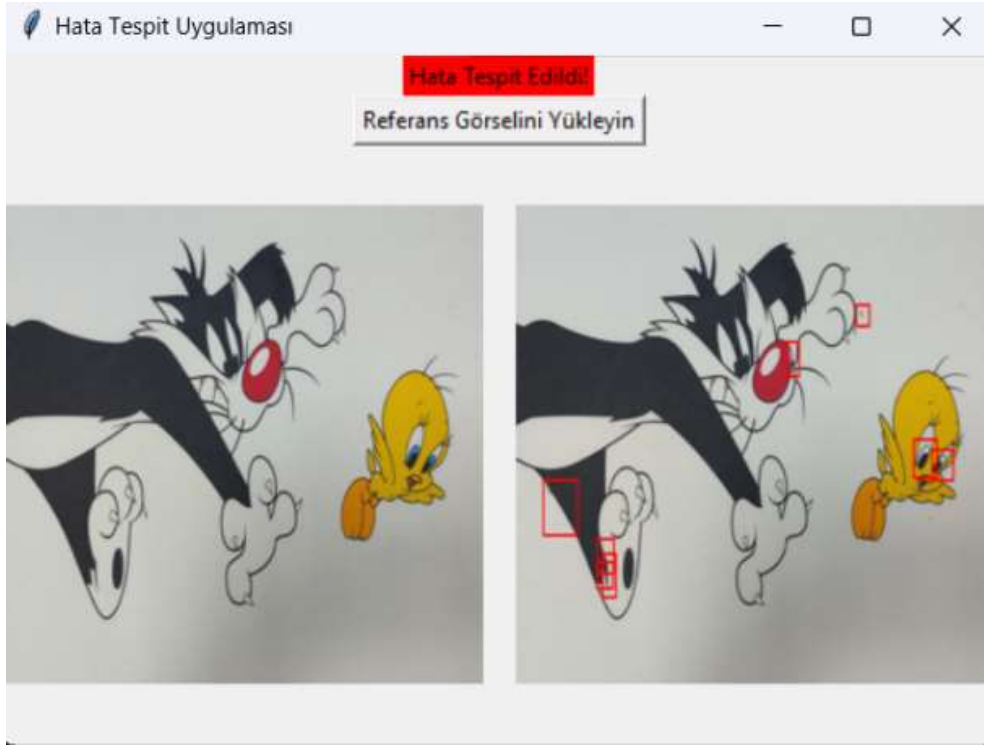 Hata Tespit Uygulaması
Hata Tespit Edildi!
Referans Görselini Yükleyin